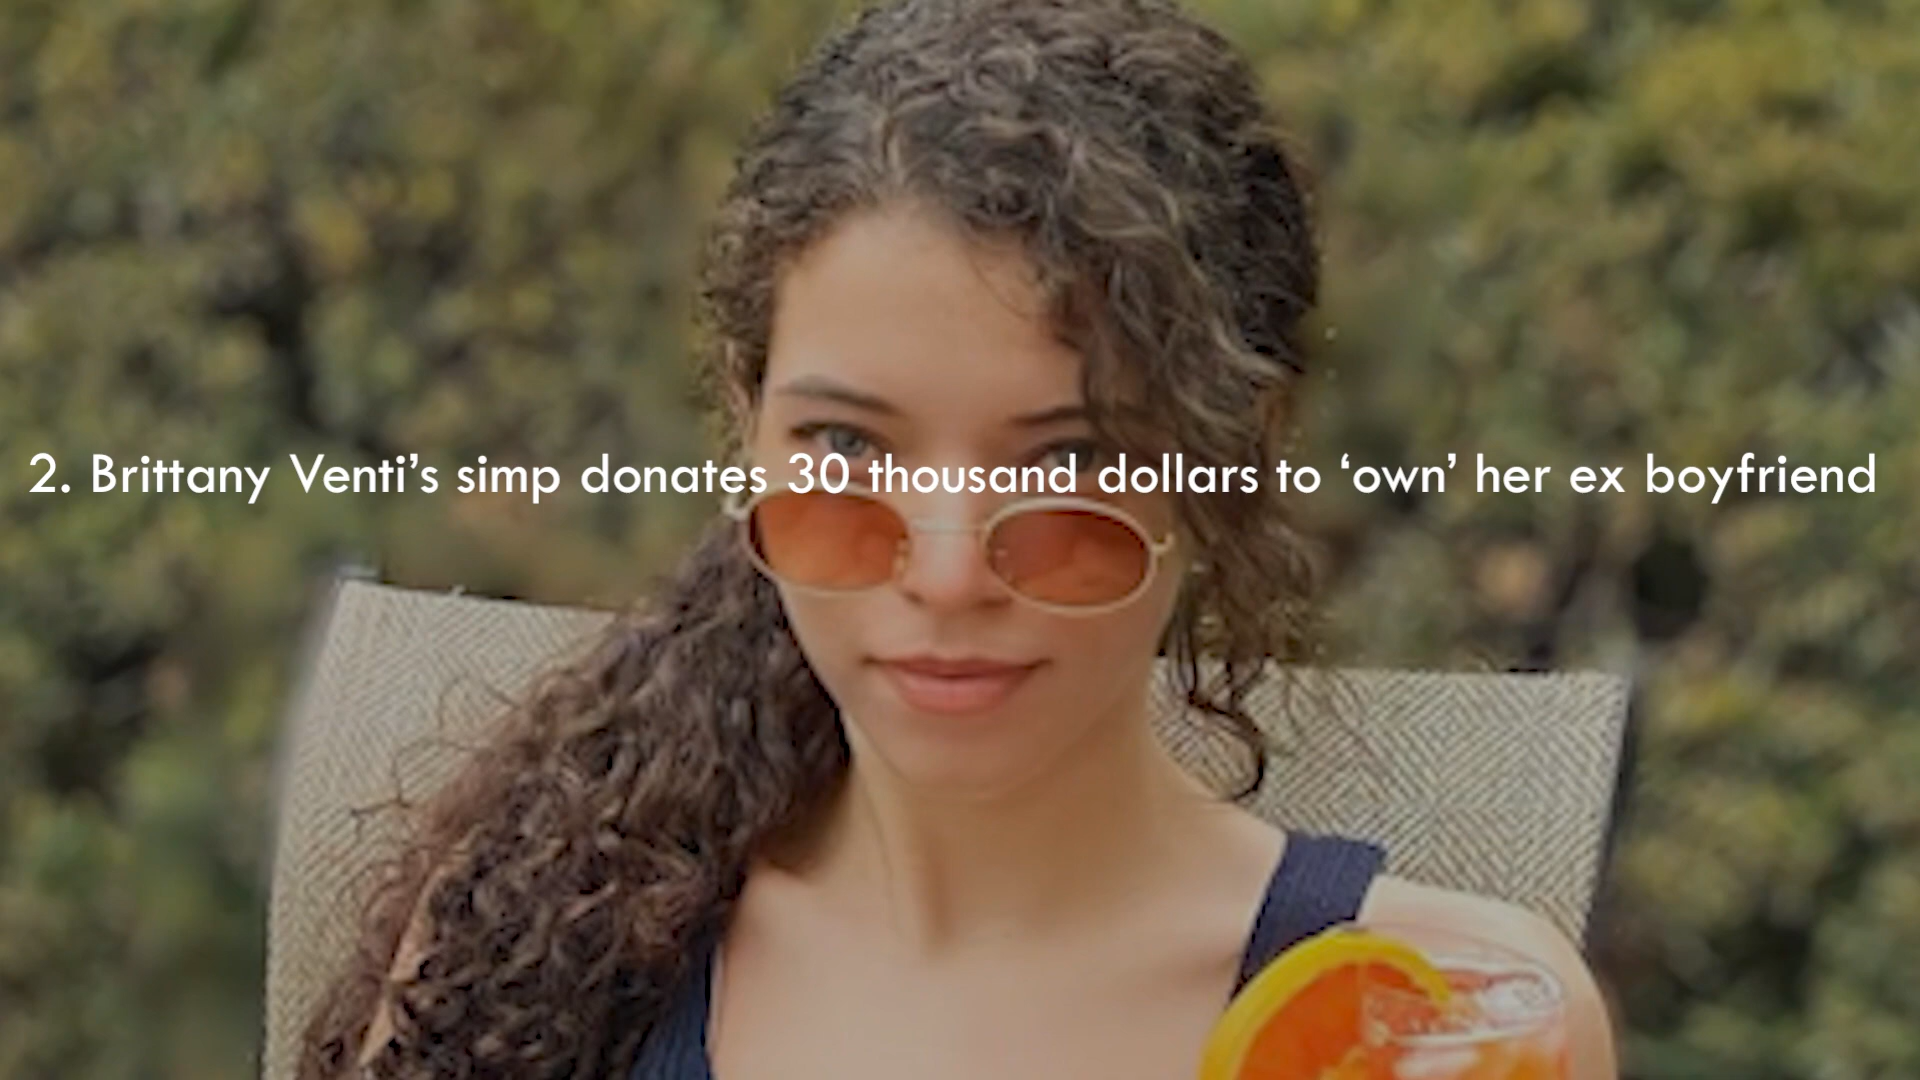 2. Brittany Venti’s simp donates 30 thousand dollars to ‘own’ her ex boyfriend